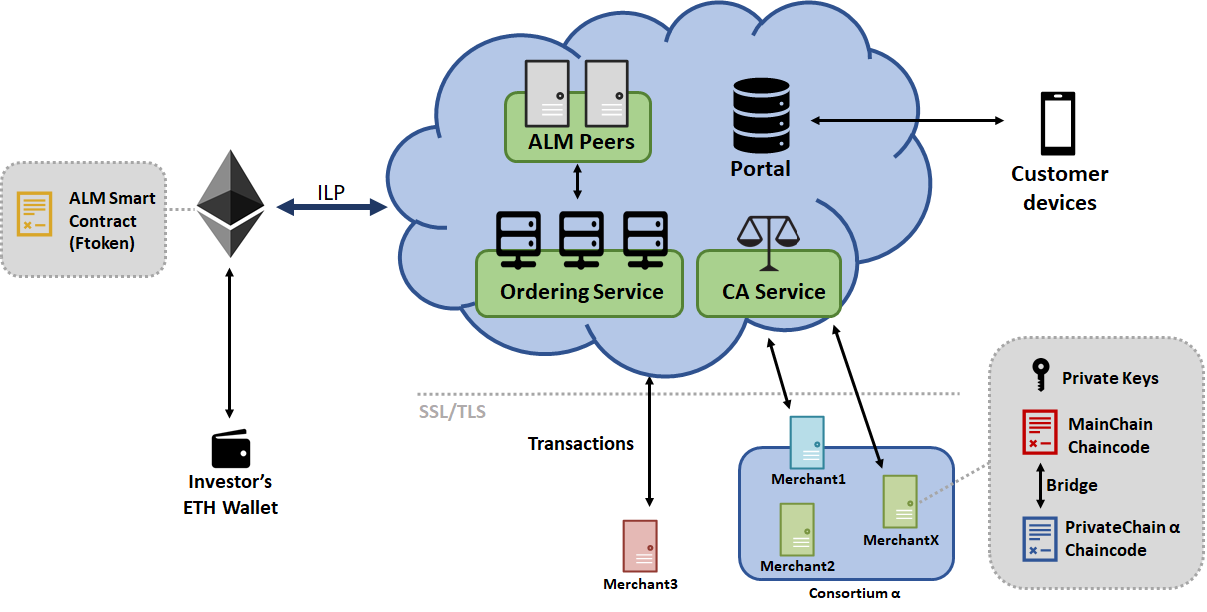 ALM Smart
Contract
(Ftoken)
ILP
Investor's
ETH Wallet
ALM Peers
Ordering Service
Portal
CA Service
Customer
devices
SSL/TLS
Transactions
Merchant3
Merchant1
Merchant2
MerchantX
Consortium α
Private Keys
MainChain
Chaincode
Bridge
PrivateChain α
Chaincode